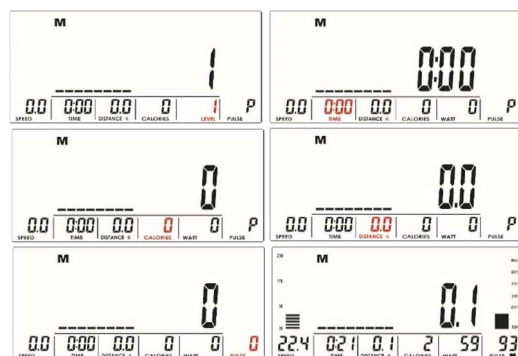 M
1
0.0 0:00 0.0 0 1 P
SPEED TIME DISTANCE K CALORIES LEVEL PULSE
M
0:00
0.0 0:00 0.0 0 0 P
SPEED TIME DISTANCE K CALORIES WATT PULSE
M
0
0.0 0:00 0.0 0 0 P
SPEED TIME DISTANCE K CALORIES WATT PULSE
M
0.0
0.0 0:00 0.0 0 0 P
SPEED TIME DISTANCE K CALORIES WATT PULSE
M
0
0.0 0:00 0.0 0 0 0
SPEED TIME DISTANCE K CALORIES WATT PULSE
M
0.1
22.4 0:21 0.1 2 59 93
SPEED TIME DISTANCE K CALORIES WATT PULSE